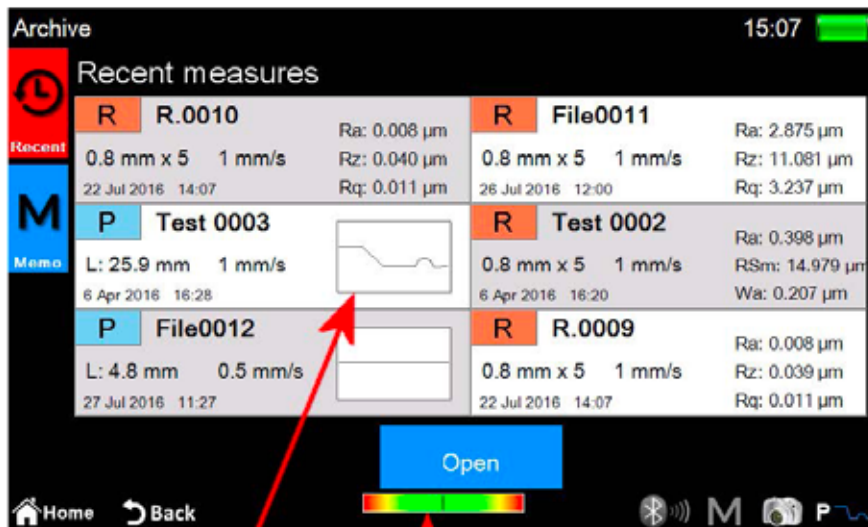 Archive 15:07
Recent measures
Recent
Memo
R R.0010
0.8 mm x 5 1 mm/s
22 Jul 2016 14:07
Ra: 0.008 µm
Rz: 0.040 µm
Rq: 0.011 µm
R File0011
0.8 mm x 5 1 mm/s
26 Jul 2016 12:00
Ra: 2.875 µm
Rz: 11.081 µm
Rq: 3.237 µm
P Test 0003
L: 25.9 mm 1 mm/s
6 Apr 2016 16:28
R Test 0002
0.8 mm x 5 1 mm/s
6 Apr 2016 16:20
Ra: 0.398 µm
RSm: 14.979 µm
Wa: 0.207 µm
P File0012
L: 4.8 mm 0.5 mm/s
27 Jul 2016 11:27
R R.0009
0.8 mm x 5 1 mm/s
22 Jul 2016 14:07
Ra: 0.008 µm
Rz: 0.039 µm
Rq: 0.011 µm
Open
Home Back M P